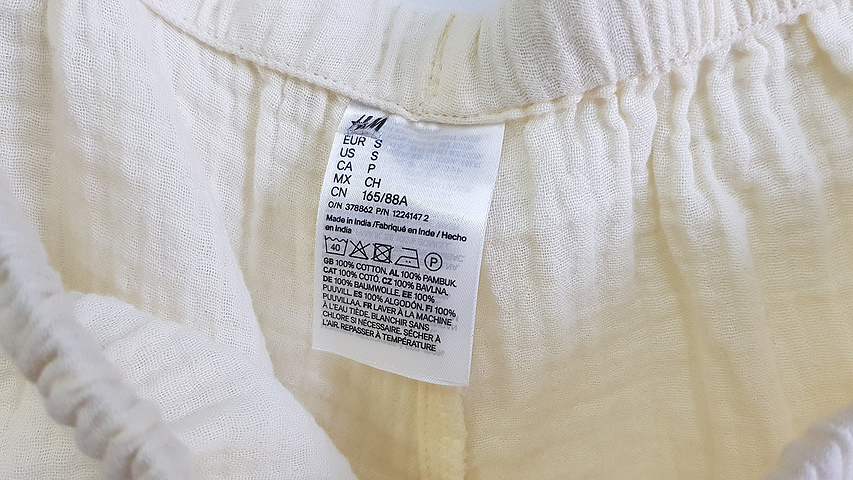 H&M
EUR S
US S
CA P
MX CH
CN 165/88A
O/N 378862 P/N 1224147 2
Made in India /Fabriqué en Inde / Hecho
en India
40 P
GB 100% COTTON. AL 100% PAMBUK.
CAT 100% COTÓ. CZ 100% BAVLNA.
DE 100% BAUMWOLLE. EE 100%
PUUVILL. ES 100% ALGODÓN. FI 100%
PUUVILLAA. FR LAVER À LA MACHINE
À L'EAU TIÈDE. BLANCHIR SANS
CHLORE SI NÉCESSAIRE. SÉCHER À
L'AIR. REPASSER À TEMPÉRATURE